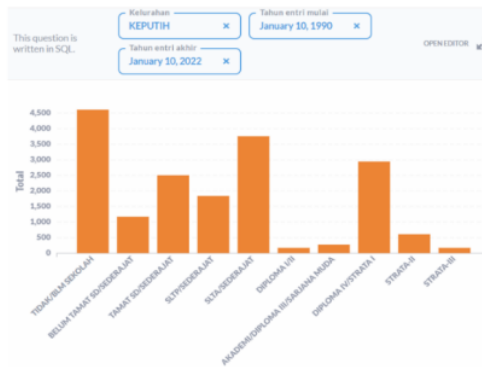 This question is
written in SQL.
Kelurahan
KEPUTIH ×
Tahun entri mulai
January 10, 1990 ×
Tahun entri akhir
January 10, 2022 ×
OPEN EDITOR
Total
4,500
4,000
3,500
3,000
2,500
2,000
1,500
1,000
500
0
TIDAK/BLM SEKOLAH
BELUM TAMAT SD/SEDERAJAT
TAMAT SD/SEDERAJAT
SLTP/SEDERAJAT
SLTA/SEDERAJAT
DIPLOMA I/II
AKADEMI/DIPLOMA III/SARJANA MUDA
DIPLOMA IV/STRATA I
STRATA-II
STRATA-III